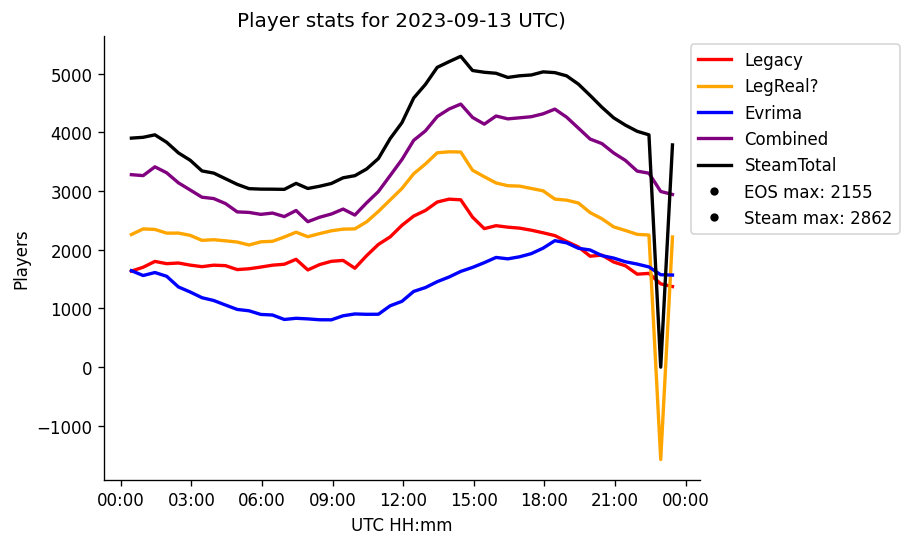 Player stats for 2023-09-13 UTC)
Legacy
LegReal?
Evrima
Combined
SteamTotal
EOS max: 2155
Steam max: 2862
Players
5000
4000
3000
2000
1000
0
−1000
00:00 03:00 06:00 09:00 12:00 15:00 18:00 21:00 00:00
UTC HH:mm